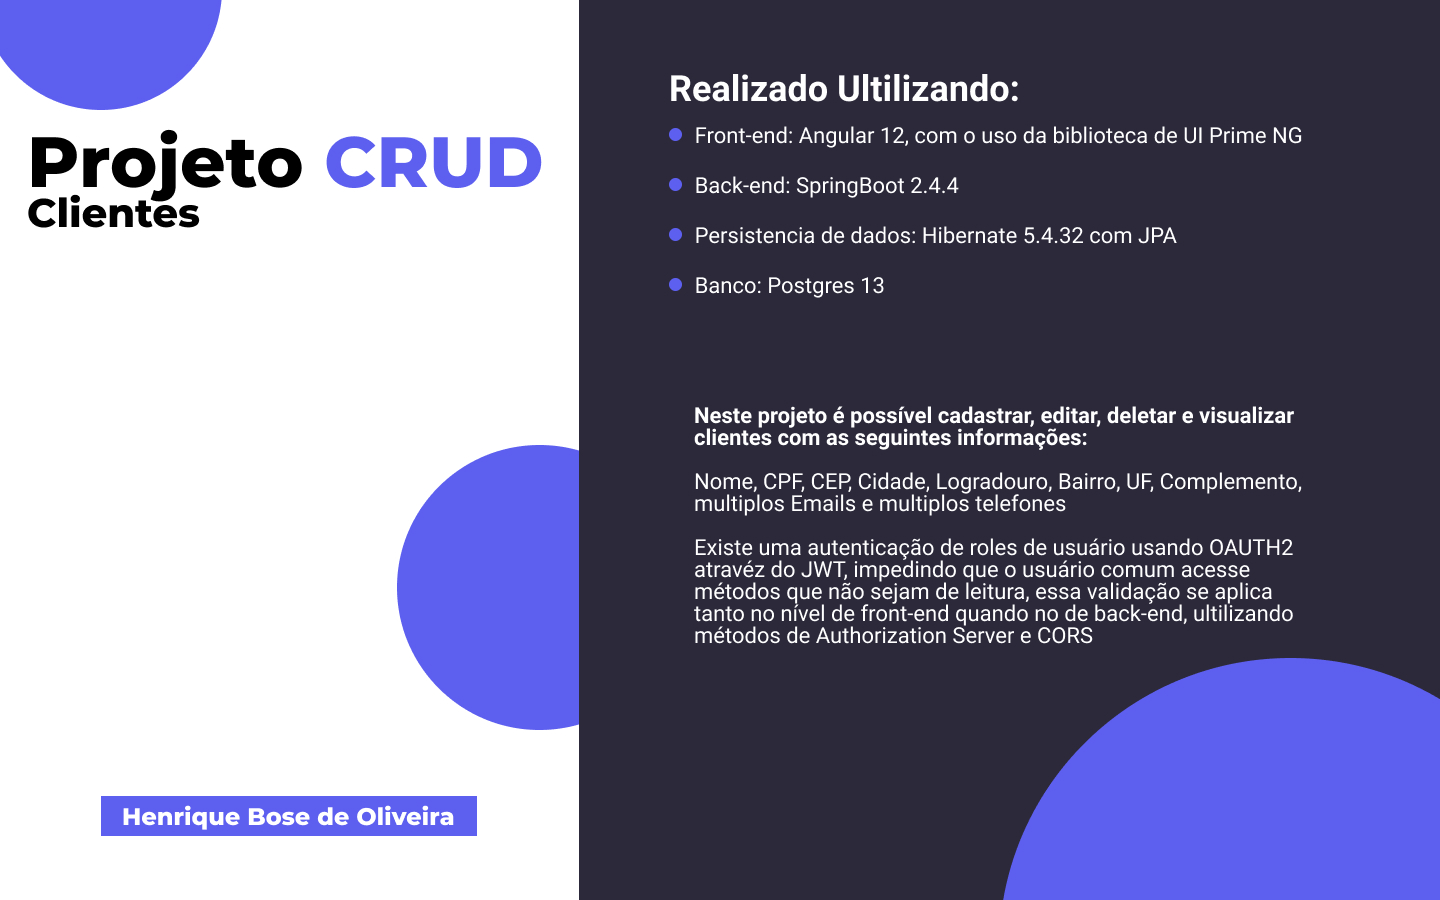 Projeto CRUD
Clientes
Henrique Bose de Oliveira
Realizado Ultilizando:
Front-end: Angular 12, com o uso da biblioteca de UI Prime NG
Back-end: SpringBoot 2.4.4
Persistencia de dados: Hibernate 5.4.32 com JPA
Banco: Postgres 13
Neste projeto é possível cadastrar, editar, deletar e visualizar
clientes com as seguintes informações:
Nome, CPF, CEP, Cidade, Logradouro, Bairro, UF, Complemento,
multiplos Emails e multiplos telefones
Existe uma autenticação de roles de usuário usando OAUTH2
atravéz do JWT, impedindo que o usuário comum acesse
métodos que não sejam de leitura, essa validação se aplica
tanto no nível de front-end quando no de back-end, ultilizando
métodos de Authorization Server e CORS